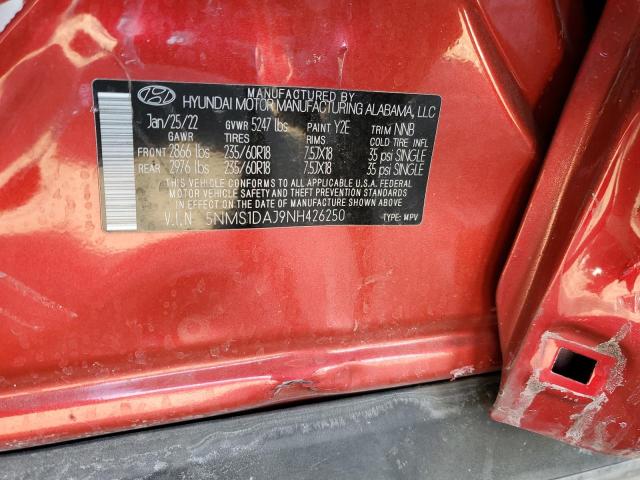 MANUFACTURED BY
HYUNDAI MOTOR MANUFACTURING ALABAMA, LLC
Jan/25/22 GVWR 5247 lbs PAINT Y2E TRIM NNB
GAWR TIRES RIMS COLD TIRE INFL
FRONT 2866 lbs 235/60R18 7.5JX18 35 psi SINGLE
REAR 2976 lbs 235/60R18 7.5JX18 35 psi SINGLE
THIS VEHICLE CONFORMS TO ALL APPLICABLE U.S.A FEDERAL
MOTOR VEHICLE SAFETY BUMPER, AND THEFT PREVENTION
STANDARDS IN EFFECT ON THE DATE OF MANUFACTURE SHOWN ABOVE.
V.I.N 5NMS1DAJ9NH426250 TYPE: MPV